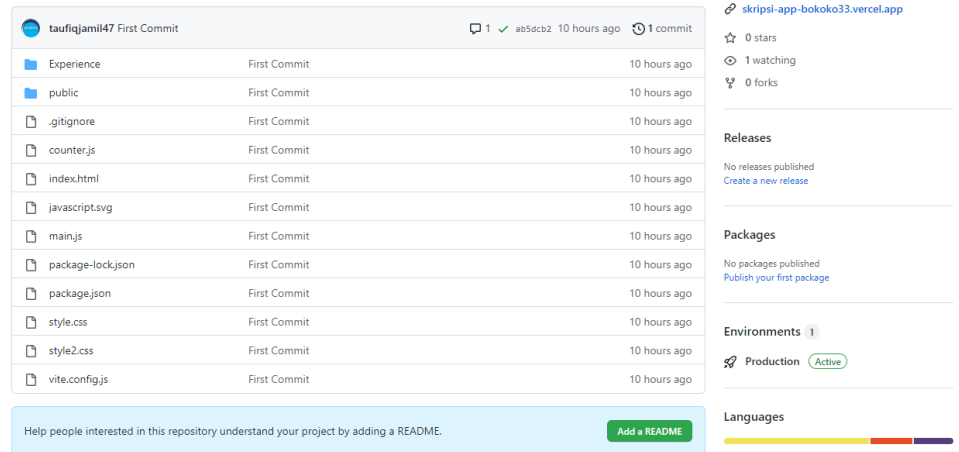 taufiqjamil47 First Commit 1 ab5dcb2 10 hours ago 1 commit
Experience First Commit 10 hours ago
public First Commit 10 hours ago
.gitignore First Commit 10 hours ago
counter.js First Commit 10 hours ago
index.html First Commit 10 hours ago
javascript.svg First Commit 10 hours ago
main.js First Commit 10 hours ago
package-lock.json First Commit 10 hours ago
package.json First Commit 10 hours ago
style.css First Commit 10 hours ago
style2.css First Commit 10 hours ago
vite.config.js First Commit 10 hours ago
Help people interested in this repository understand your project by adding a README. Add a README
skripsi-app-bokoko33.vercel.app
0 stars
1 watching
0 forks
Releases
No releases published
Create a new release
Packages
No packages published
Publish your first package
Environments 1
Production Active
Languages